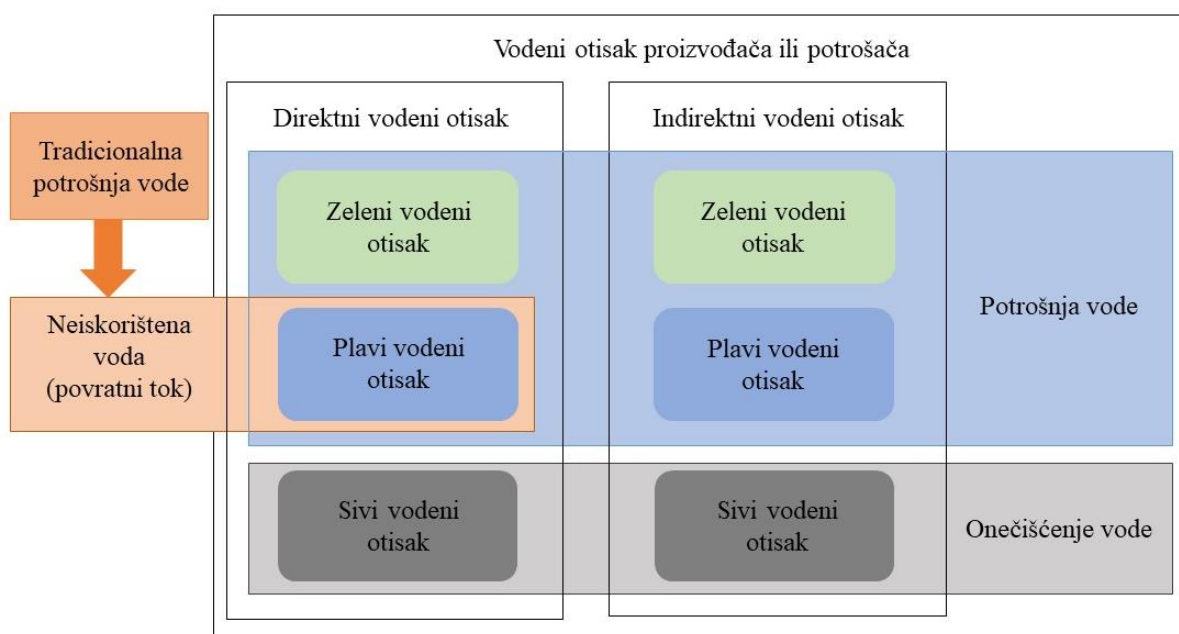 Vodeni otisak proizvođača ili potrošača
Direktni vodeni otisak
Indirektni vodeni otisak
Tradicionalna
potrošnja vode
Zeleni vodeni
otisak
Zeleni vodeni
otisak
Potrošnja vode
Neiskorištena
voda
(povratni tok)
Plavi vodeni
otisak
Plavi vodeni
otisak
Sivi vodeni
otisak
Sivi vodeni
otisak
Onečišćenje vode